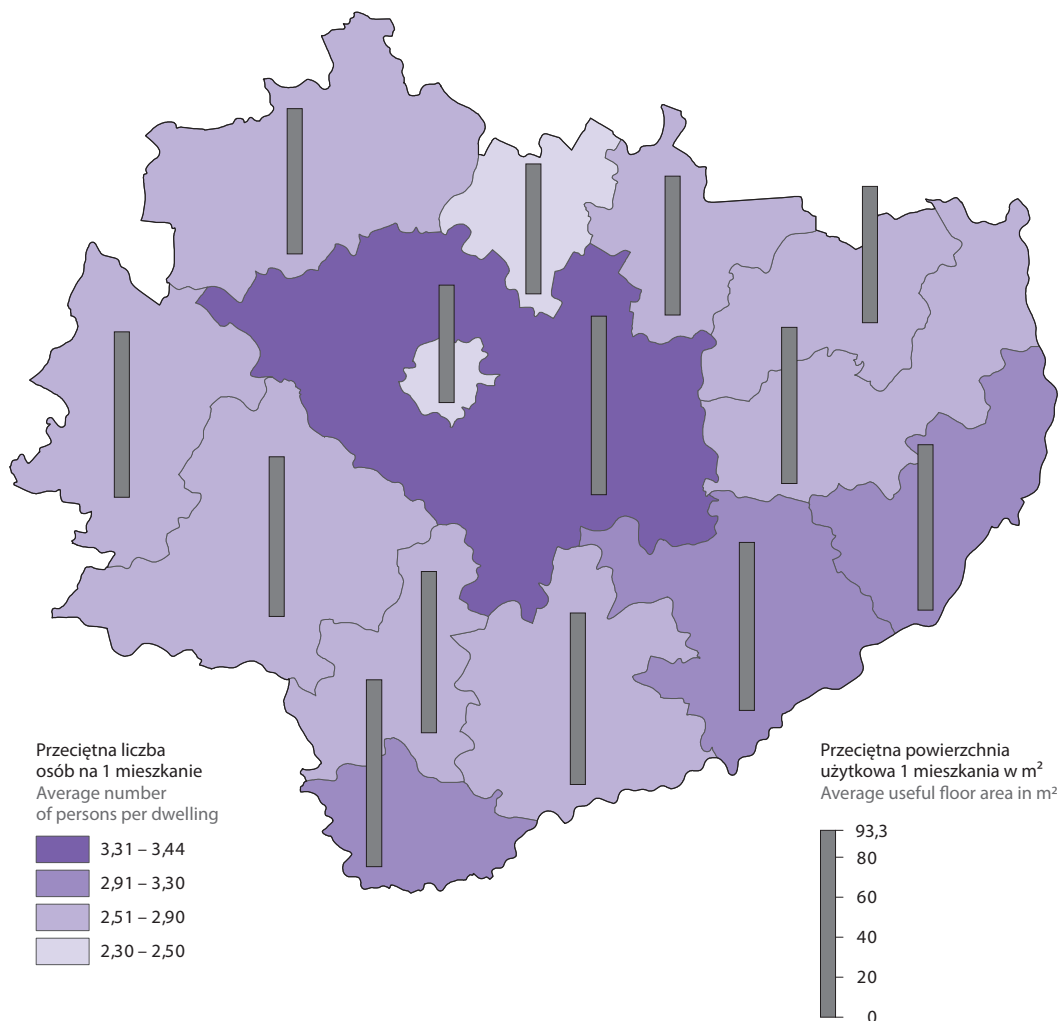 Przeciętna liczba
osób na 1 mieszkanie
Average number
of persons per dwelling
3,31 – 3,44
2,91 – 3,30
2,51 – 2,90
2,30 – 2,50
Przeciętna powierzchnia
użytkowa 1 mieszkania w m²
Average useful floor area in m²
93,3
80
60
40
20
0